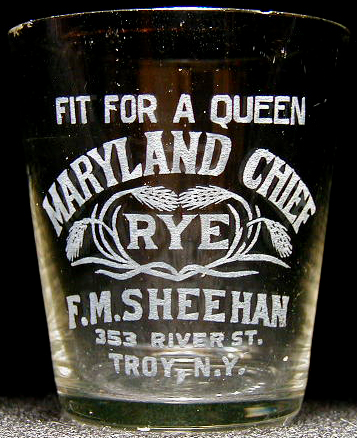 FIT FOR A QUEEN
MARYLAND CHIEF
RYE
F.M. SHEEHAN
353 RIVER ST.
TROY, N.Y.